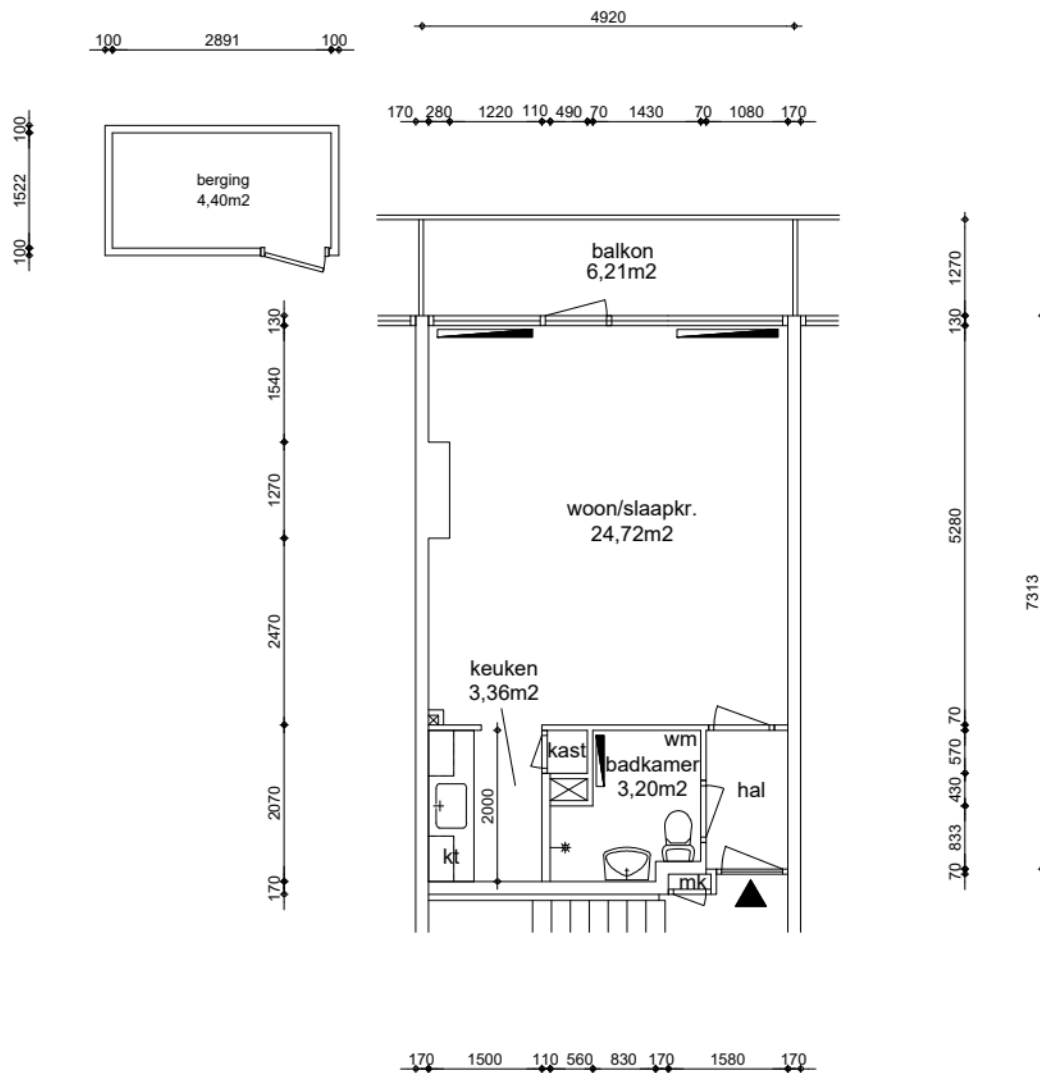 4920
100 2891 100
170 280 1220 110 490 70 1430 70 1080 170
100
1522
100
berging
4,40m2
balkon
6,21m2
1270
130
130
1540
1270
2470
2070
170
woon/slaapkr.
24,72m2
5280
7313
keuken
3,36m2
70
570
430
833
70
kast
wm
badkamer
3,20m2
hal
2000
kt
mk
170 1500 110 560 830 170 1580 170